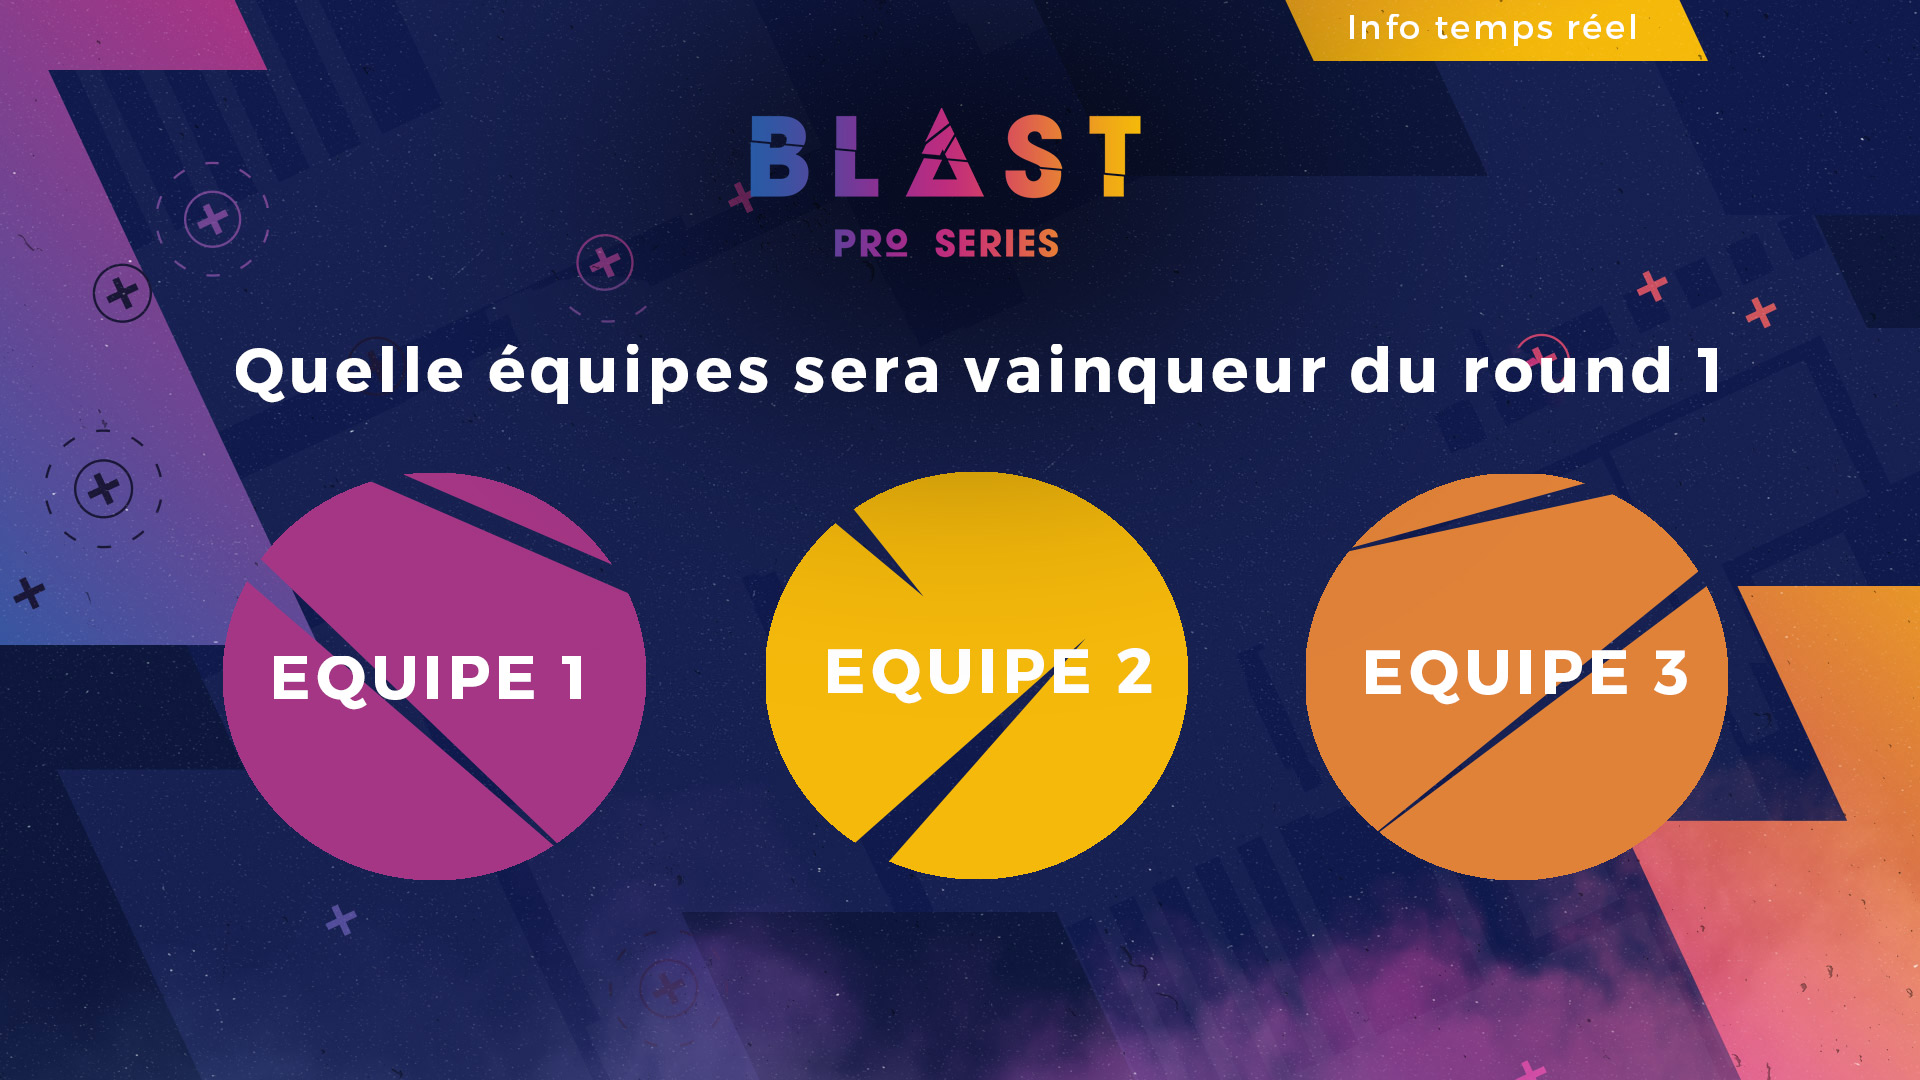 Info temps réel
BLAST
PRO SERIES
Quelle équipes sera vainqueur du round 1
EQUIPE 1
EQUIPE 2
EQUIPE 3